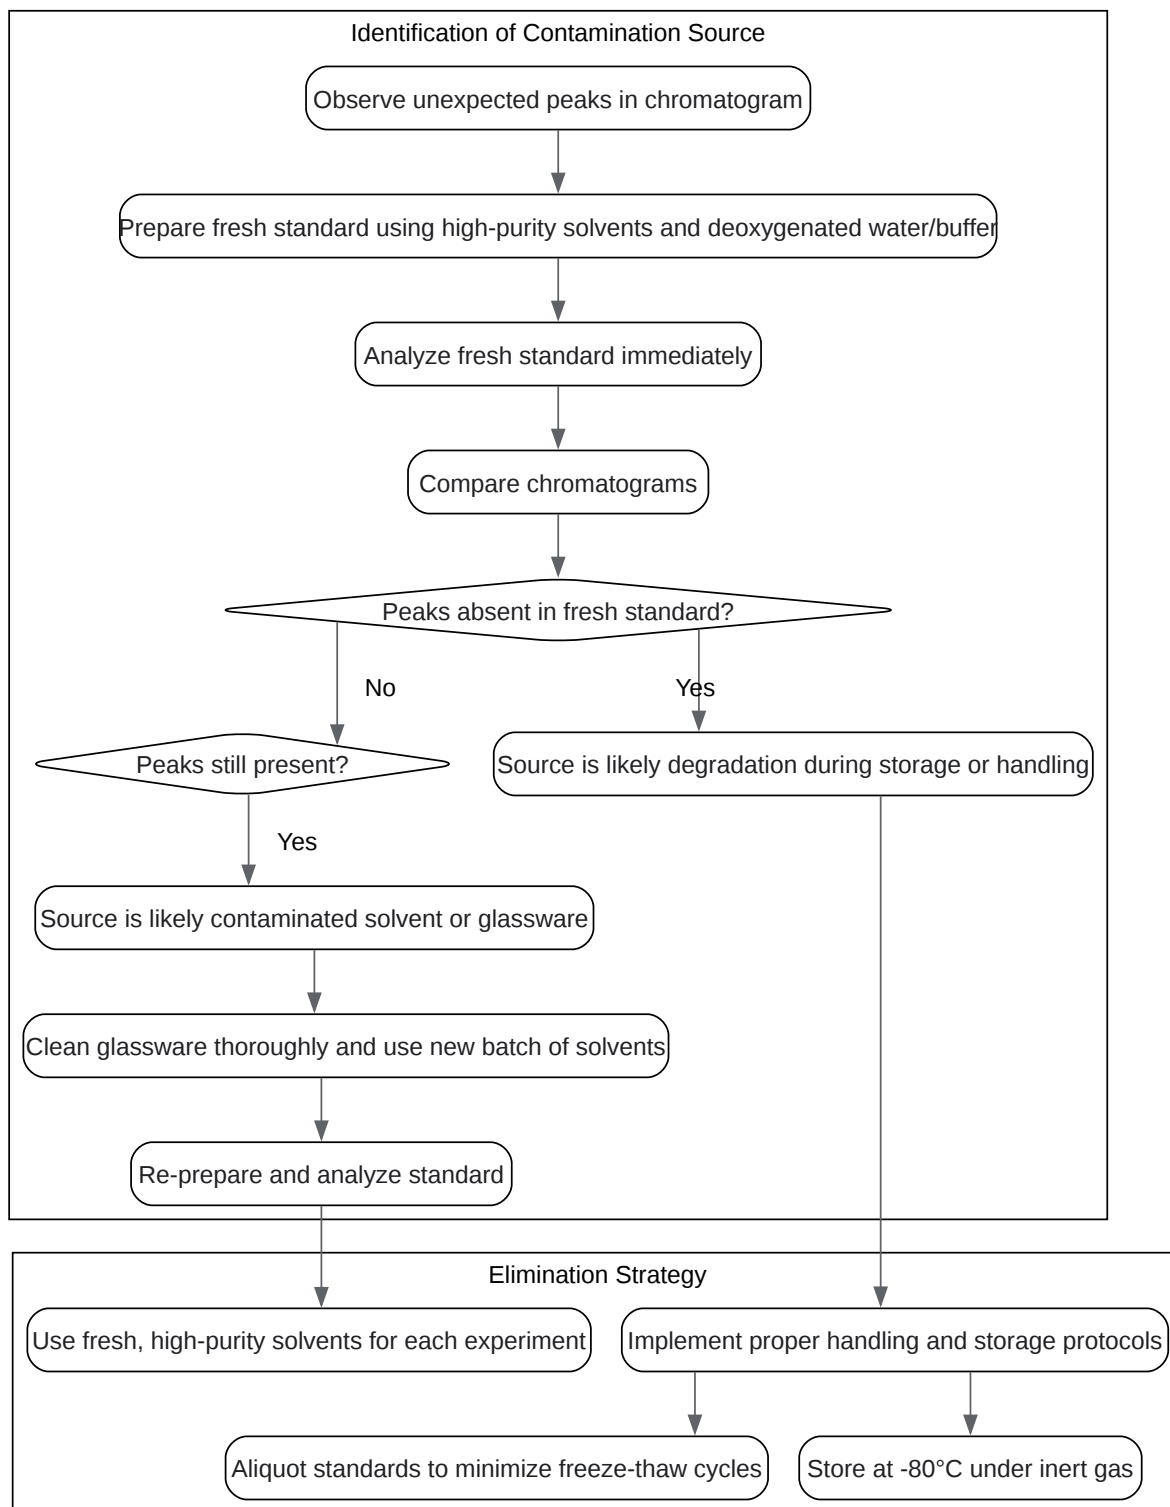 Identification of Contamination Source
Observe unexpected peaks in chromatogram
Prepare fresh standard using high-purity solvents and deoxygenated water/buffer
Analyze fresh standard immediately
Compare chromatograms
Peaks absent in fresh standard?
No
Yes
Peaks still present?
Source is likely degradation during storage or handling
Yes
Source is likely contaminated solvent or glassware
Clean glassware thoroughly and use new batch of solvents
Re-prepare and analyze standard
Elimination Strategy
Use fresh, high-purity solvents for each experiment
Implement proper handling and storage protocols
Aliquot standards to minimize freeze-thaw cycles
Store at -80°C under inert gas